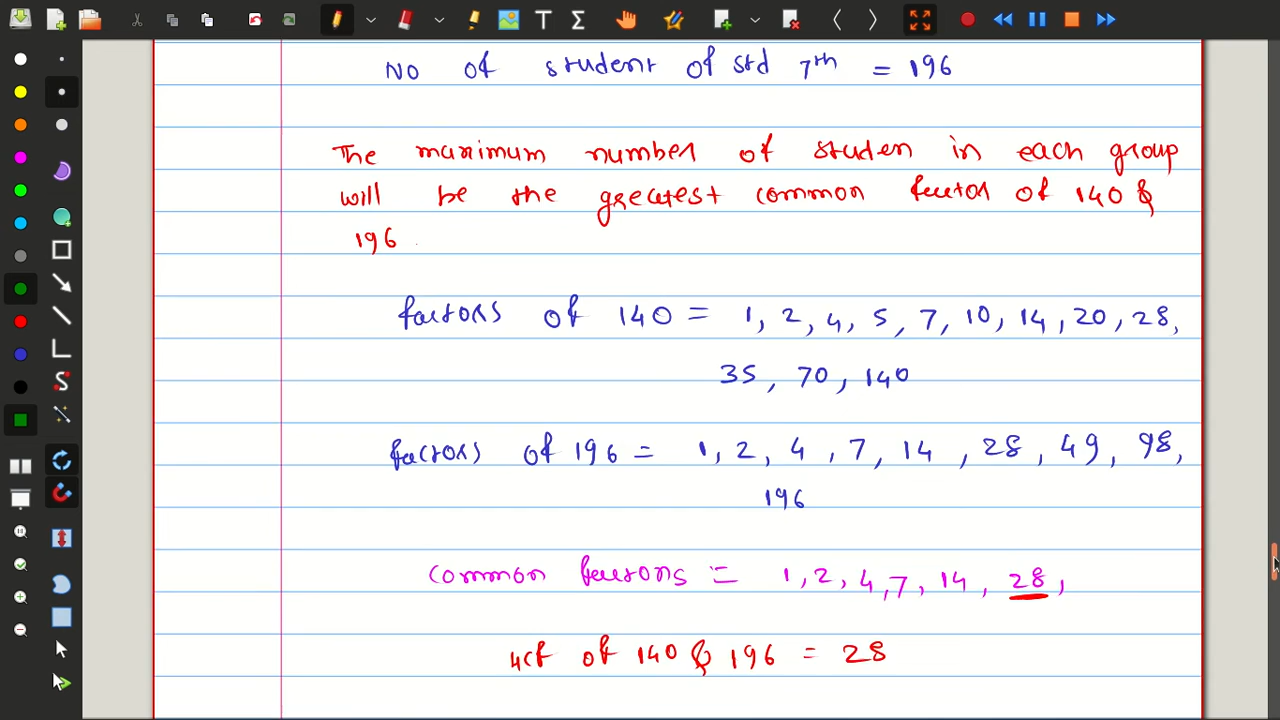 No of student of std 7th = 196
The maximum number of studen in each group
will be the greatest common factor of 140 &
196
factors of 140 = 1, 2, 4, 5, 7, 10, 14, 20, 28,
35, 70, 140
factors of 196 = 1, 2, 4, 7, 14, 28, 49, 98,
196
common factors = 1, 2, 4, 7, 14, 28,
HCF of 140 & 196 = 28